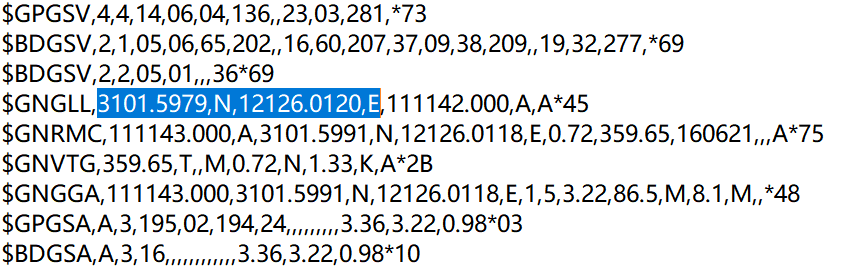 $GPGSV,4,4,14,06,04,136,,23,03,281,*73
$BDGSV,2,1,05,06,65,202,,16,60,207,37,09,38,209,,19,32,277,*69
$BDGSV,2,2,05,01,,,36*69
$GNGLL,3101.5979,N,12126.0120,E,111142.000,A,A*45
$GNRMC,111143.000,A,3101.5991,N,12126.0118,E,0.72,359.65,160621,,,A*75
$GNVTG,359.65,T,,M,0.72,N,1.33,K,A*2B
$GNGGA,111143.000,3101.5991,N,12126.0118,E,1,5,3.22,86.5,M,8.1,M,,*48
$GPGSA,A,3,195,02,194,24,,,,,,,,,3.36,3.22,0.98*03
$BDGSA,A,3,16,,,,,,,,,,,,3.36,3.22,0.98*10